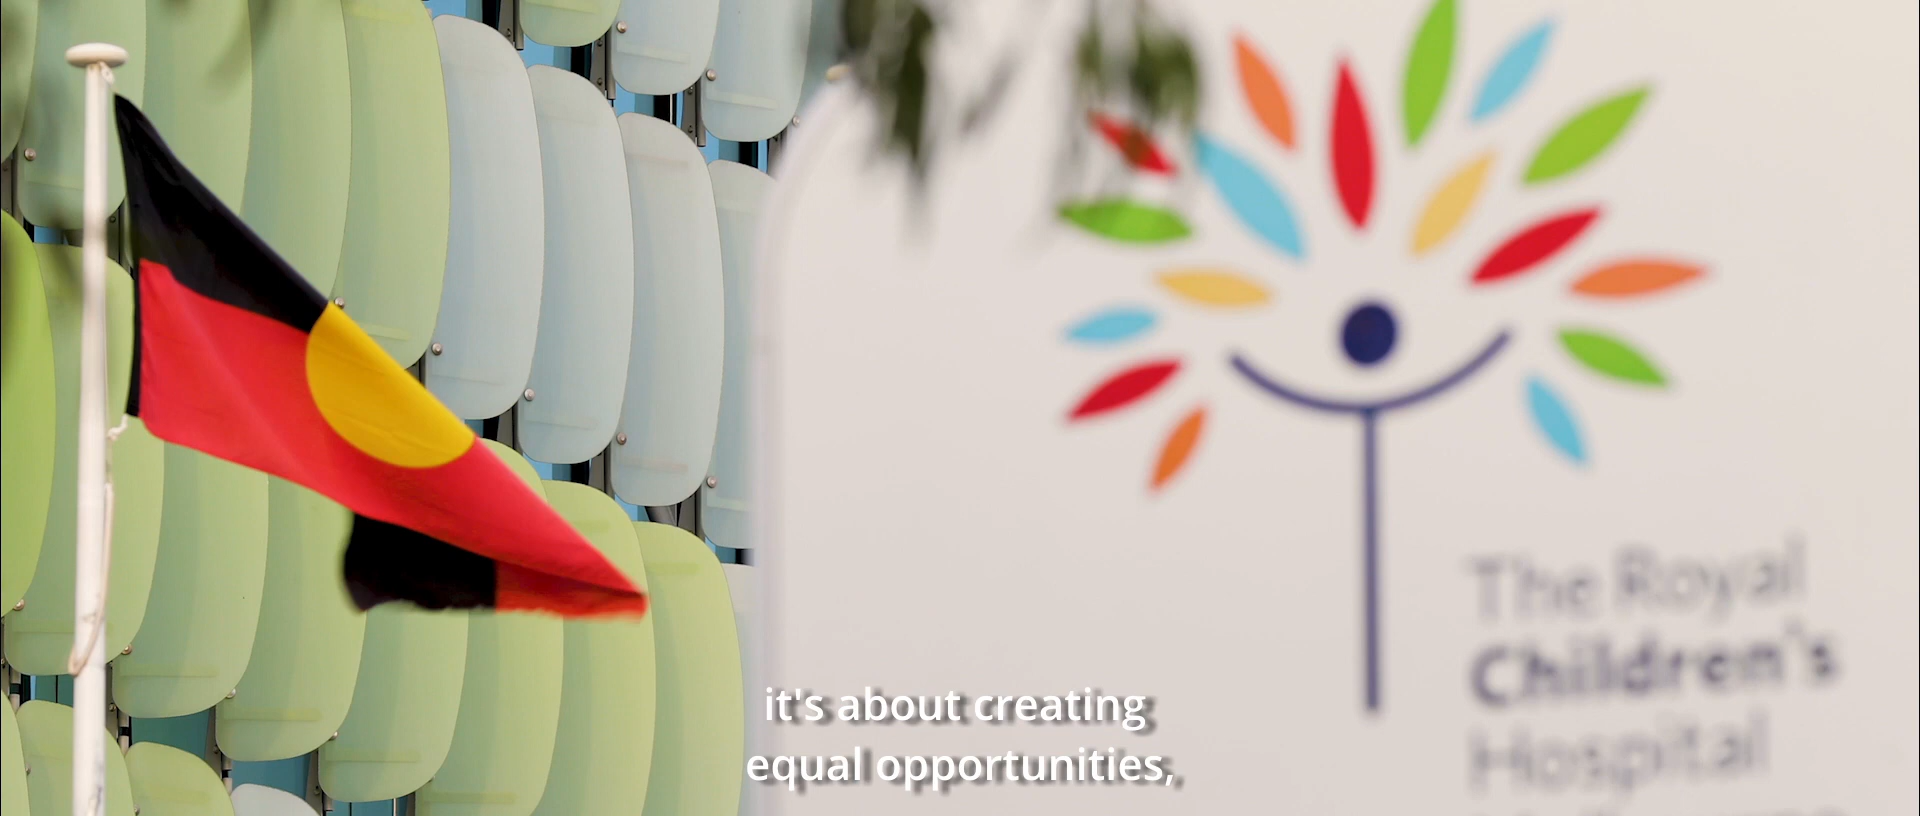 The Royal
Children's
Hospital
it's about creating
equal opportunities,